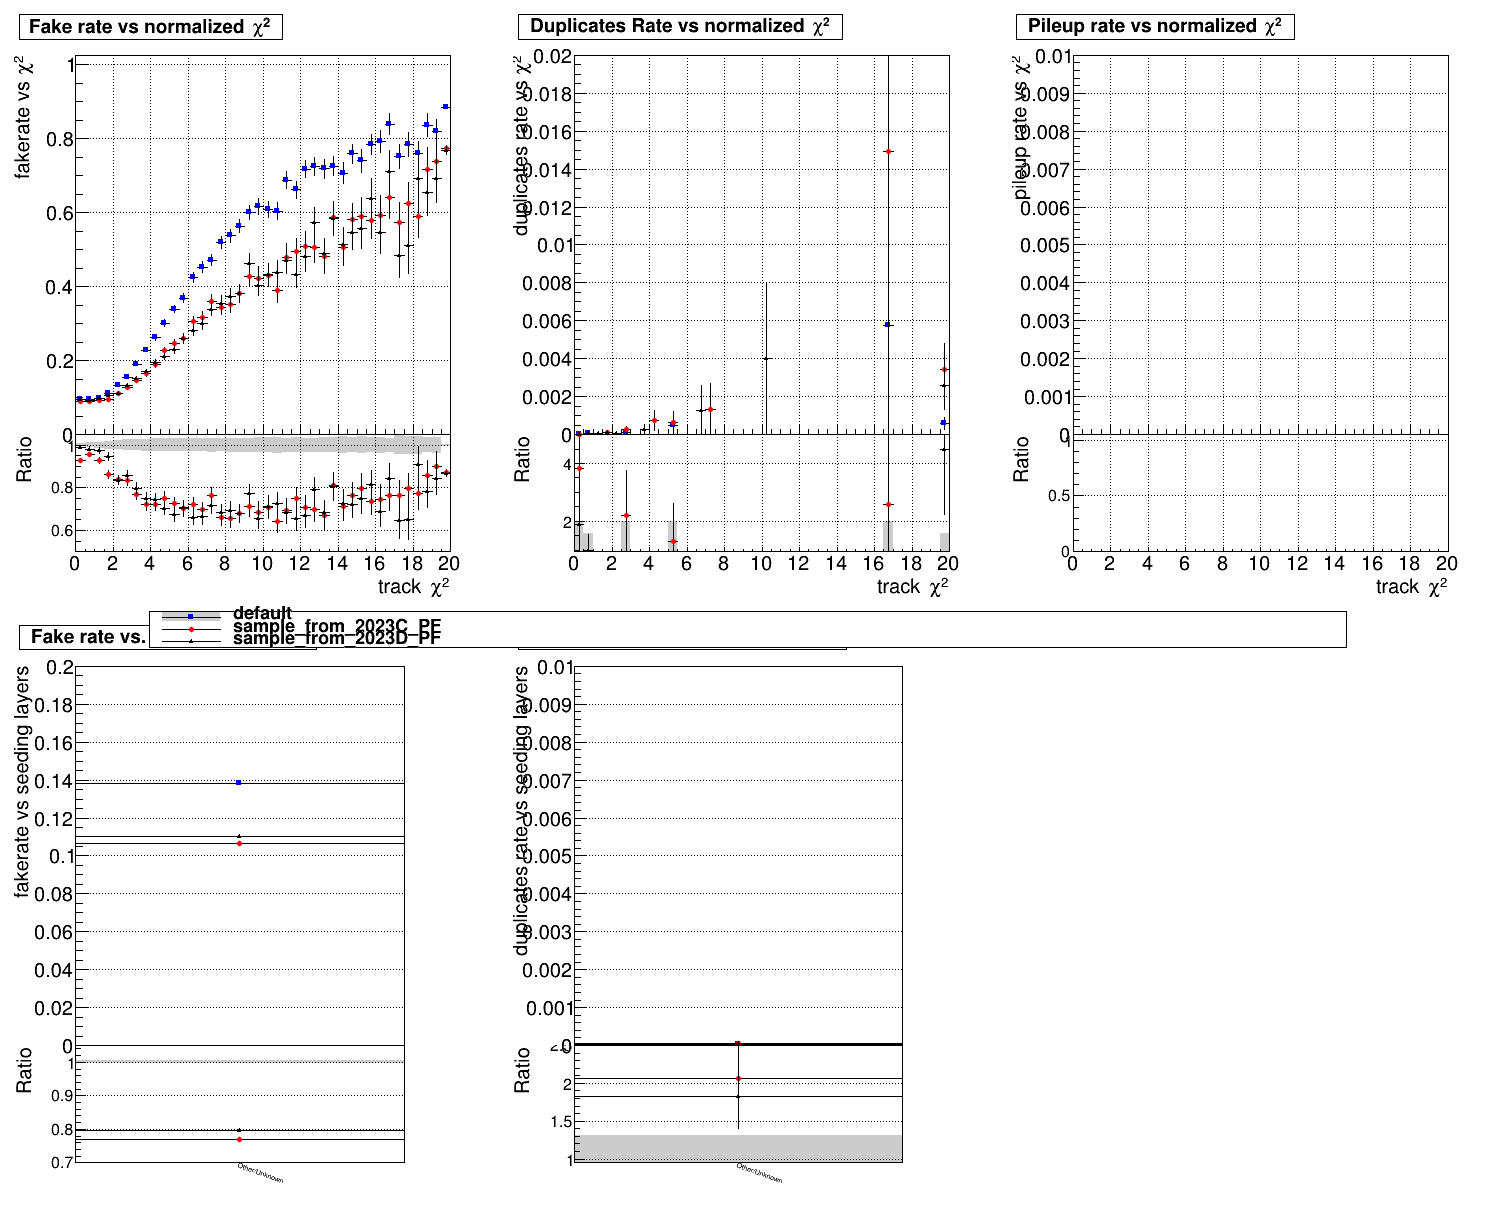 Fake rate vs normalized χ²
fakerate vs χ²
1
0.8
0.6
0.4
0.2
0
Ratio
0.8
0.6
0 2 4 6 8 10 12 14 16 18 20
track χ²
Duplicates Rate vs normalized χ²
duplicates rate vs χ²
0.02
0.018
0.016
0.014
0.012
0.01
0.008
0.006
0.004
0.002
0
Ratio
4
2
0 2 4 6 8 10 12 14 16 18 20
track χ²
Pileup rate vs normalized χ²
pileup rate vs χ²
0.01
0.009
0.008
0.007
0.006
0.005
0.004
0.003
0.002
0.001
0
Ratio
1
0.5
0
0 2 4 6 8 10 12 14 16 18 20
track χ²
default
sample_from_2023C_PF
sample_from_2023D_PF
Fake rate vs.
fakerate vs seeding layers
0.2
0.18
0.16
0.14
0.12
0.1
0.08
0.06
0.04
0.02
0
Ratio
1
0.9
0.8
0.7
Other/Unknown
duplicates rate vs seeding layers
0.01
0.009
0.008
0.007
0.006
0.005
0.004
0.003
0.002
0.001
0
Ratio
2
1.5
1
Other/Unknown